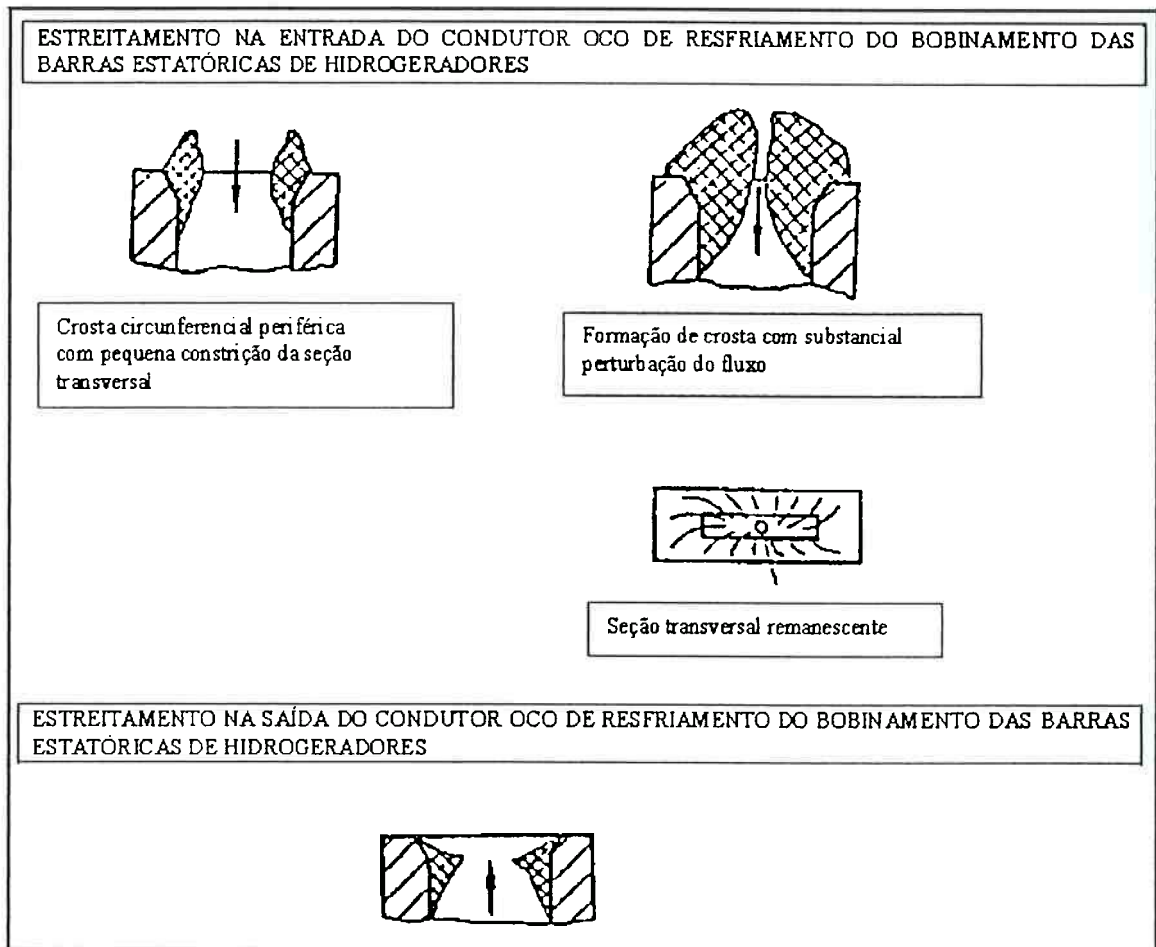 ESTREITAMENTO NA ENTRADA DO CONDUTOR OCO DE RESFRIAMENTO DO BOBINAMENTO DAS
BARRAS ESTATÓRICAS DE HIDROGERADORES
Crosta circunferencial periférica
com pequena constrição da seção
transversal
Formação de crosta com substancial
perturbação do fluxo
Seção transversal remanescente
ESTREITAMENTO NA SAÍDA DO CONDUTOR OCO DE RESFRIAMENTO DO BOBINAMENTO DAS BARRAS
ESTATÓRICAS DE HIDROGERADORES